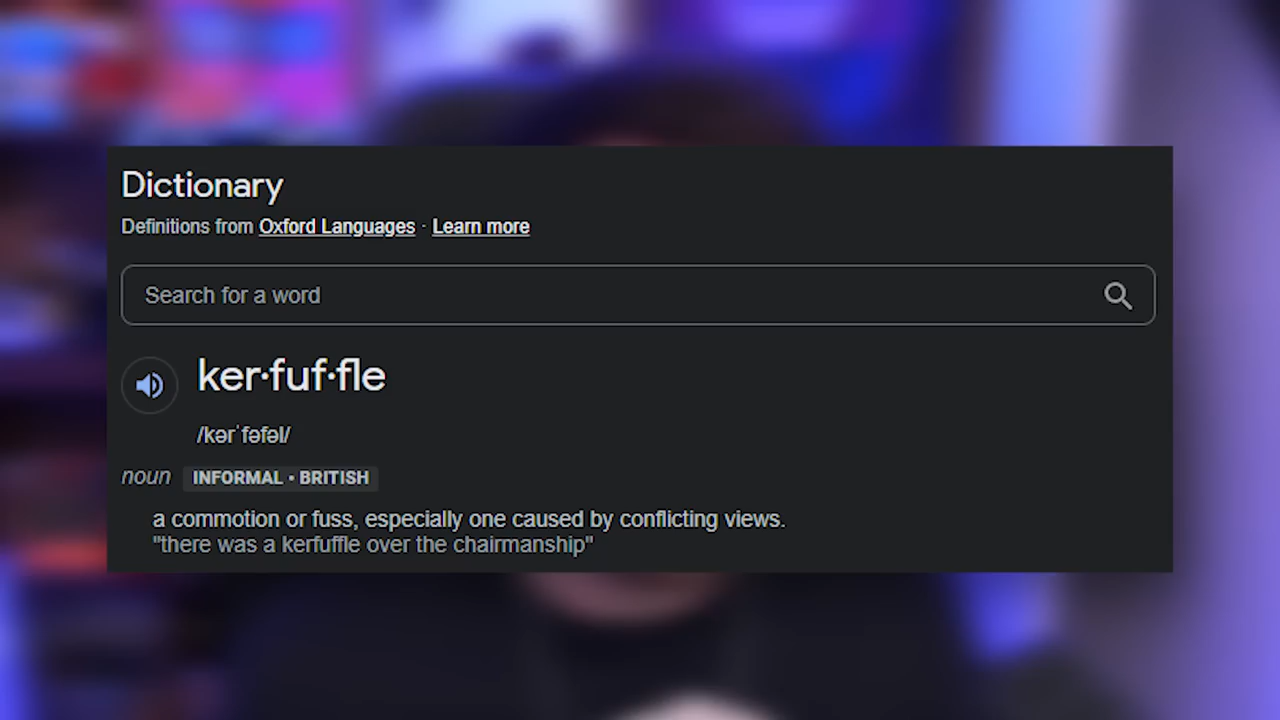 Dictionary
Definitions from Oxford Languages · Learn more
Search for a word
ker·fuf·fle
/kərˈfəfəl/
noun INFORMAL • BRITISH
a commotion or fuss, especially one caused by conflicting views.
"there was a kerfuffle over the chairmanship"